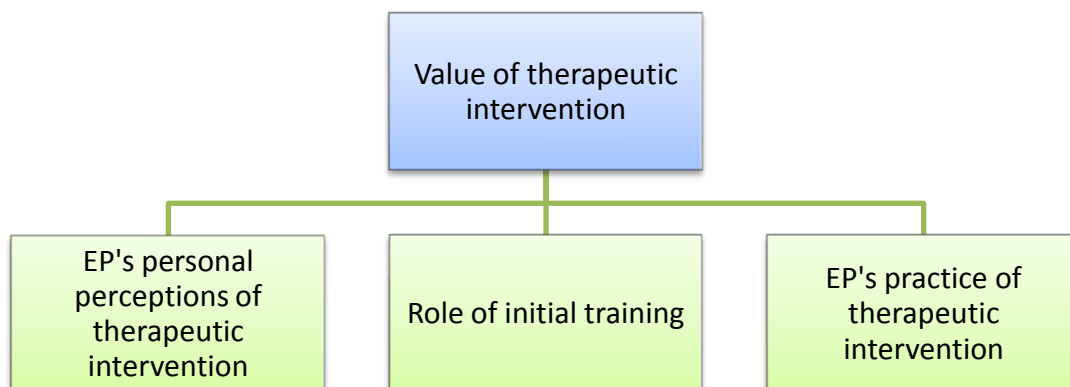 Value of therapeutic
intervention
EP's personal
perceptions of
therapeutic
intervention
Role of initial training
EP's practice of
therapeutic
intervention